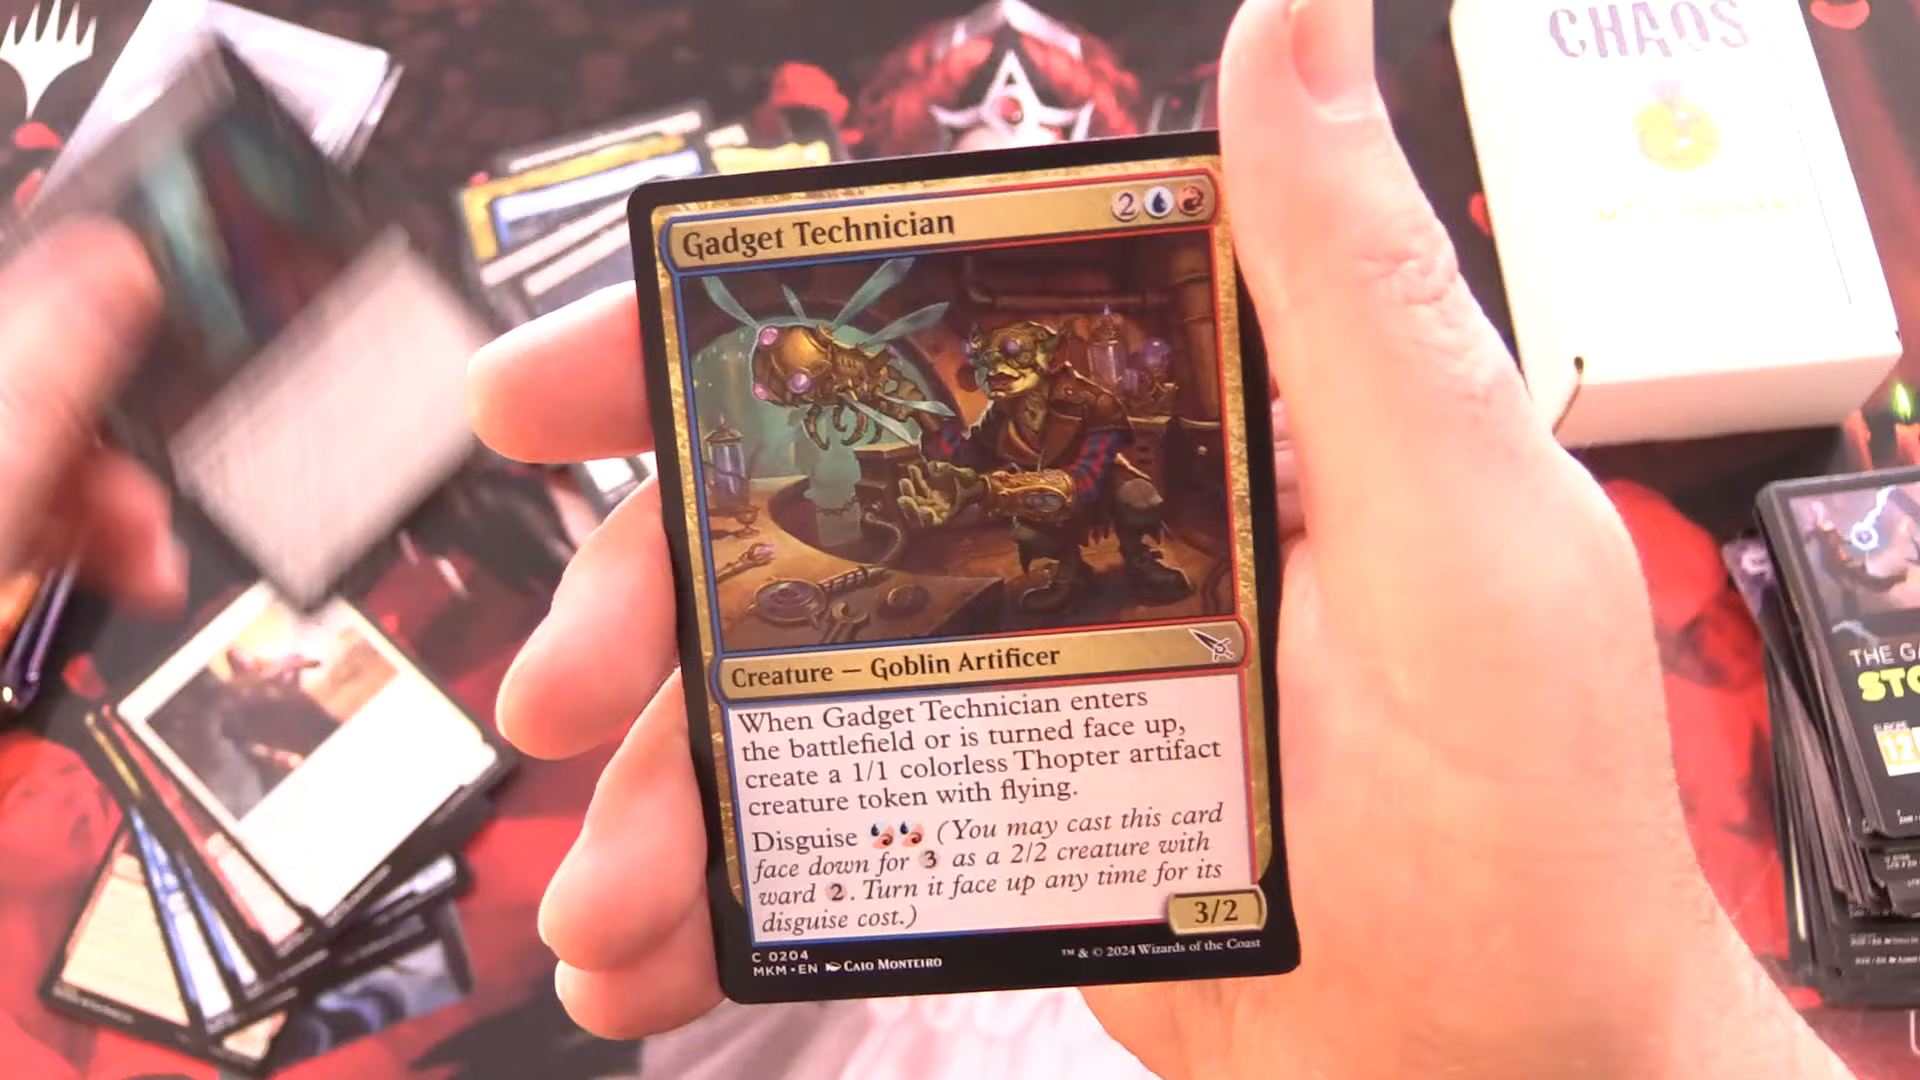 CHAOS
Gadget Technician
2
Creature — Goblin Artificer
When Gadget Technician enters
the battlefield or is turned face up,
create a 1/1 colorless Thopter artifact
creature token with flying.
Disguise (You may cast this card
face down for 3 as a 2/2 creature with
ward 2. Turn it face up any time for its
disguise cost.)
3/2
C 0204
MKM • EN CAIO MONTEIRO
™ & © 2024 Wizards of the Coast
THE
12